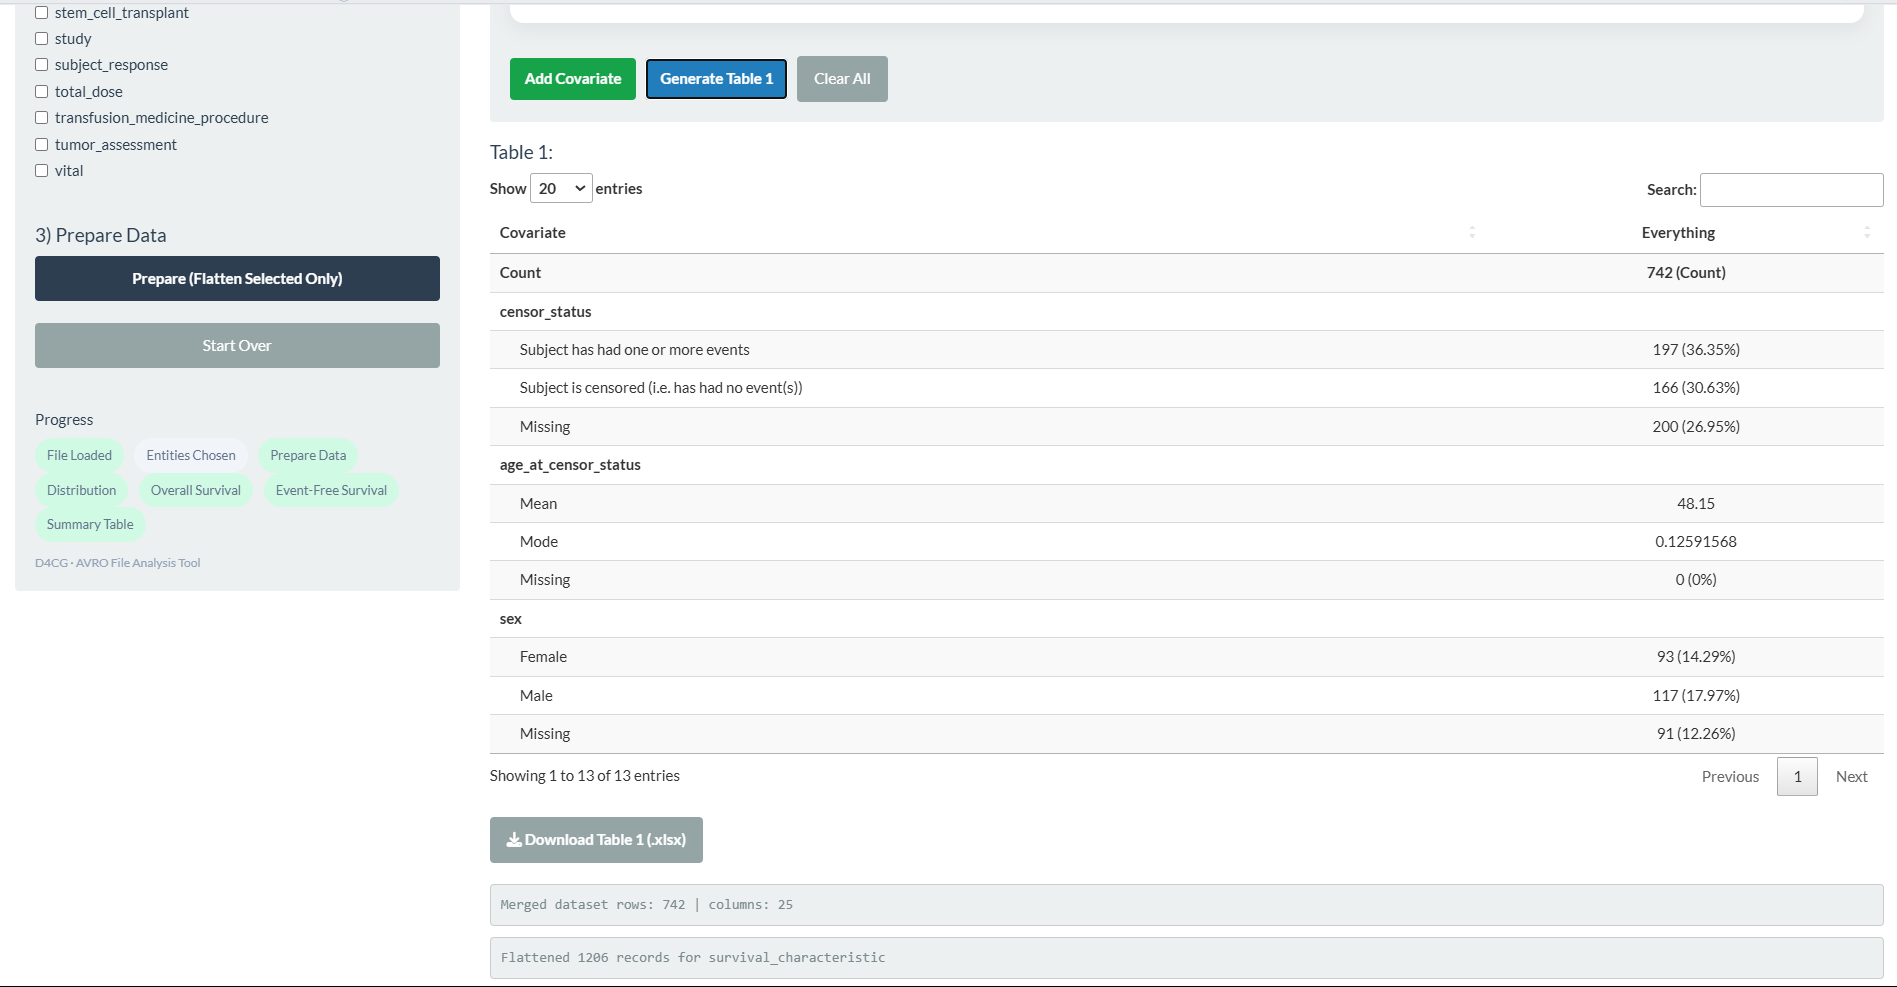 stem_cell_transplant
study
subject_response
total_dose
transfusion_medicine_procedure
tumor_assessment
vital
3) Prepare Data
Prepare (Flatten Selected Only)
Start Over
Progress
File Loaded Entities Chosen Prepare Data
Distribution Overall Survival Event-Free Survival
Summary Table
D4CG · AVRO File Analysis Tool
Add Covariate Generate Table 1 Clear All
Table 1:
Show 20 entries Search:
Covariate Everything
Count 742 (Count)
censor_status
Subject has had one or more events 197 (36.35%)
Subject is censored (i.e. has had no event(s)) 166 (30.63%)
Missing 200 (26.95%)
age_at_censor_status
Mean 48.15
Mode 0.12591568
Missing 0 (0%)
sex
Female 93 (14.29%)
Male 117 (17.97%)
Missing 91 (12.26%)
Showing 1 to 13 of 13 entries Previous 1 Next
Download Table 1 (.xlsx)
Merged dataset rows: 742 | columns: 25
Flattened 1206 records for survival_characteristic